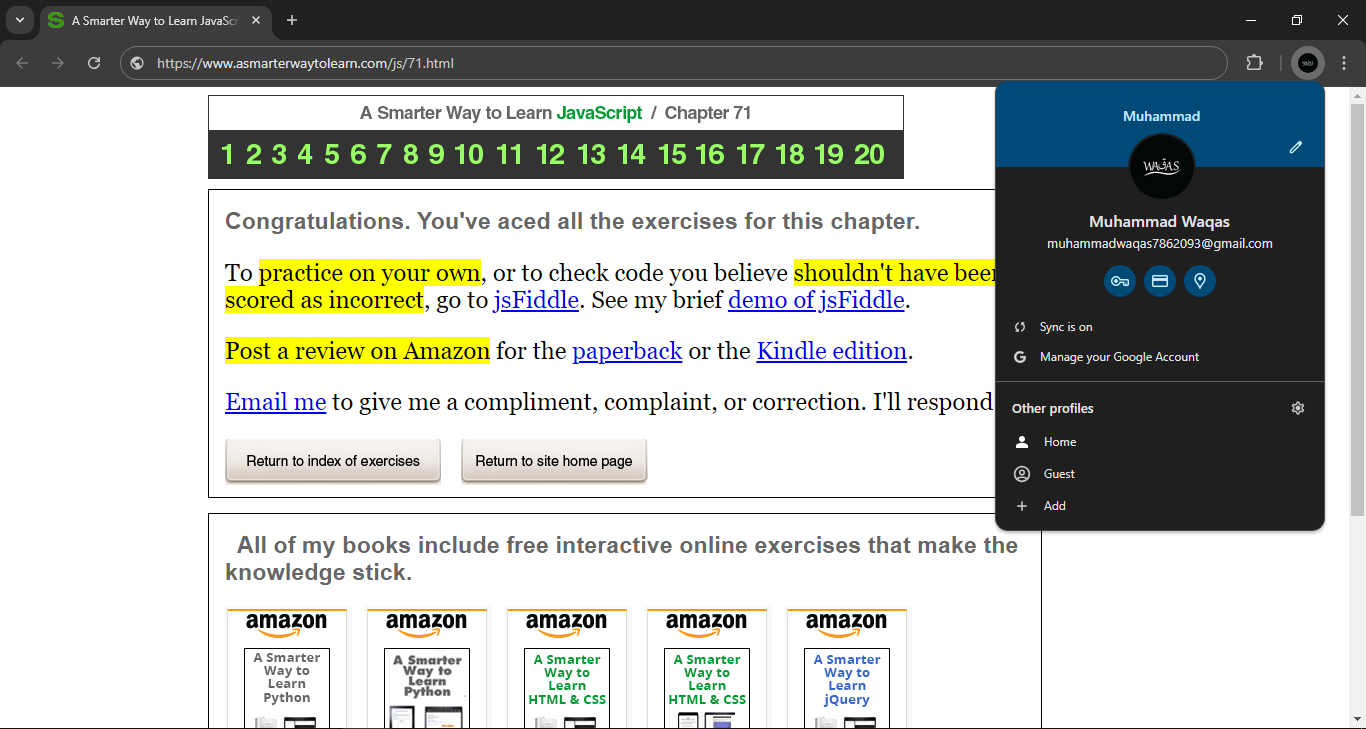 A Smarter Way to Learn JavaSc
https://www.asmarterwaytolearn.com/js/71.html
A Smarter Way to Learn JavaScript / Chapter 71
1 2 3 4 5 6 7 8 9 10 11 12 13 14 15 16 17 18 19 20
Congratulations. You've aced all the exercises for this chapter.
To practice on your own, or to check code you believe shouldn't have been
scored as incorrect, go to jsFiddle. See my brief demo of jsFiddle.
Post a review on Amazon for the paperback or the Kindle edition.
Email me to give me a compliment, complaint, or correction. I'll respond
Return to index of exercises
Return to site home page
Muhammad
WAQAS
Muhammad Waqas
muhammadwaqas7862093@gmail.com
Sync is on
Manage your Google Account
Other profiles
Home
Guest
Add
All of my books include free interactive online exercises that make the
knowledge stick.
amazon
A Smarter
Way to
Learn
Python
amazon
A Smarter
Way to
Learn
Python
amazon
A Smarter
Way to
Learn
HTML & CSS
amazon
A Smarter
Way to
Learn
HTML & CSS
amazon
A Smarter
Way to
Learn
jQuery